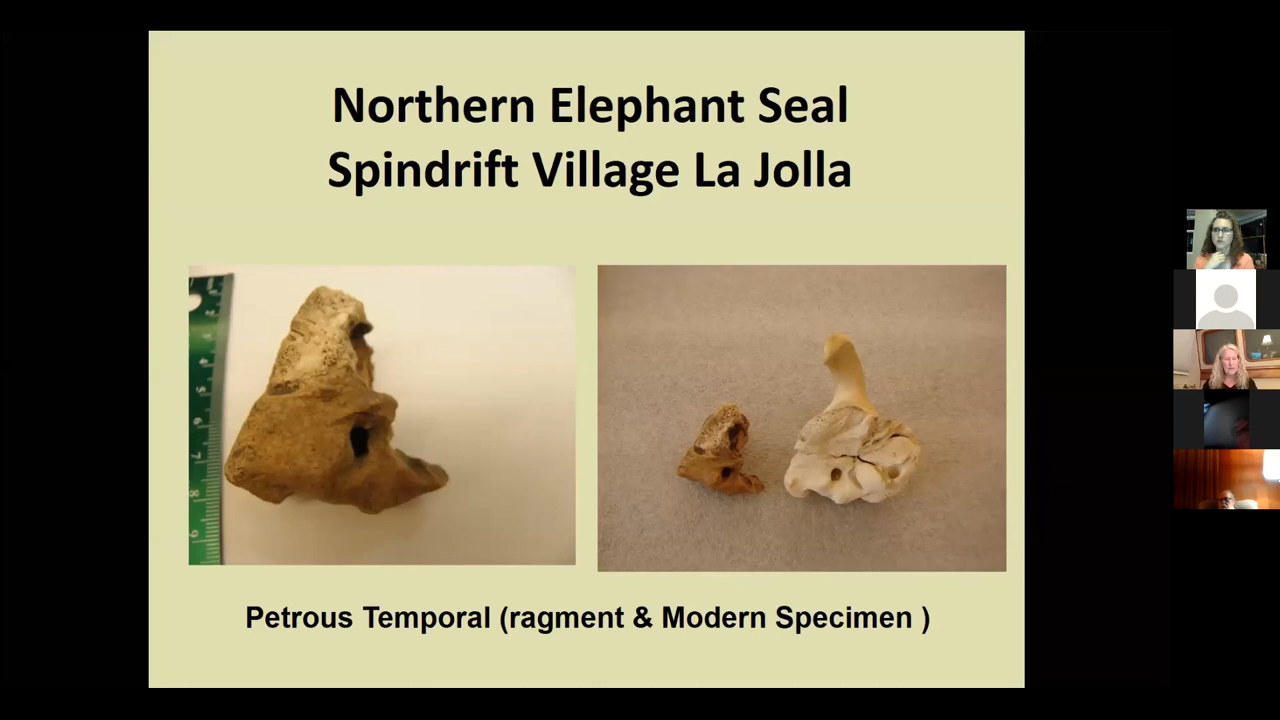 Northern Elephant Seal
Spindrift Village La Jolla
Petrous Temporal (ragment & Modern Specimen )